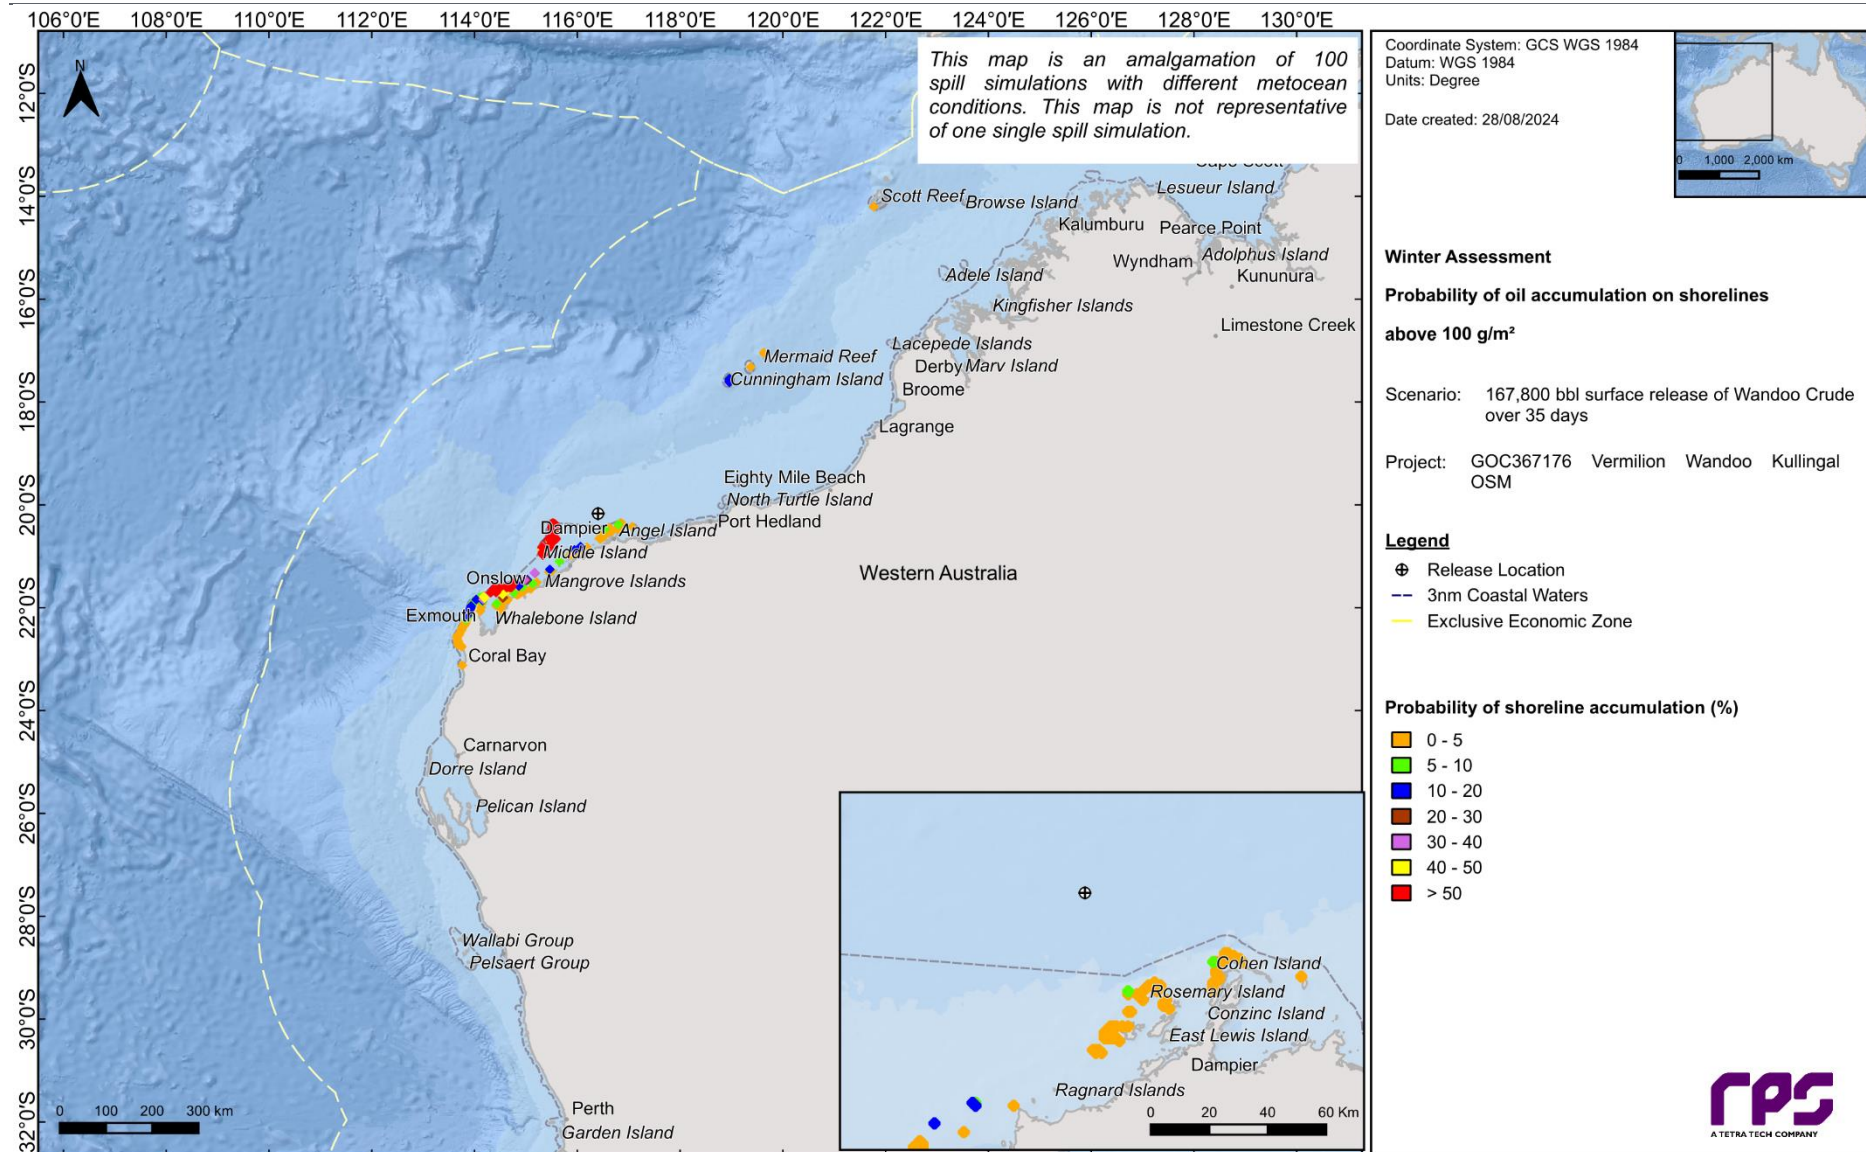 106°0'E 108°0'E 110°0'E 112°0'E 114°0'E 116°0'E 118°0'E 120°0'E 122°0'E 124°0'E 126°0'E 128°0'E 130°0'E
12°0'S
14°0'S
16°0'S
18°0'S
20°0'S
22°0'S
24°0'S
26°0'S
28°0'S
30°0'S
32°0'S
N
This map is an amalgamation of 100
spill simulations with different metocean
conditions. This map is not representative
of one single spill simulation.
Cape Scott
Lesueur Island
Scott Reef
Browse Island
Kalumburu
Pearce Point
Wyndham
Adolphus Island
Kununura
Adele Island
Kingfisher Islands
Limestone Creek
Lacepede Islands
Mermaid Reef
Derby
Marv Island
Cunningham Island
Broome
Lagrange
Eighty Mile Beach
North Turtle Island
Port Hedland
Dampier
Angel Island
Middle Island
Western Australia
Onslow
Mangrove Islands
Exmouth
Whalebone Island
Coral Bay
Carnarvon
Dorre Island
Pelican Island
Wallabi Group
Pelsaert Group
Perth
Garden Island
0 100 200 300 km
Cohen Island
Rosemary Island
Conzinc Island
East Lewis Island
Dampier
Ragnard Islands
0 20 40 60 Km
Coordinate System: GCS WGS 1984
Datum: WGS 1984
Units: Degree
Date created: 28/08/2024
0 1,000 2,000 km
Winter Assessment
Probability of oil accumulation on shorelines
above 100 g/m²
Scenario: 167,800 bbl surface release of Wandoo Crude
over 35 days
Project: GOC367176 Vermilion Wandoo Kullingal
OSM
Legend
Release Location
3nm Coastal Waters
Exclusive Economic Zone
Probability of shoreline accumulation (%)
0 - 5
5 - 10
10 - 20
20 - 30
30 - 40
40 - 50
> 50
rps
A TETRA TECH COMPANY